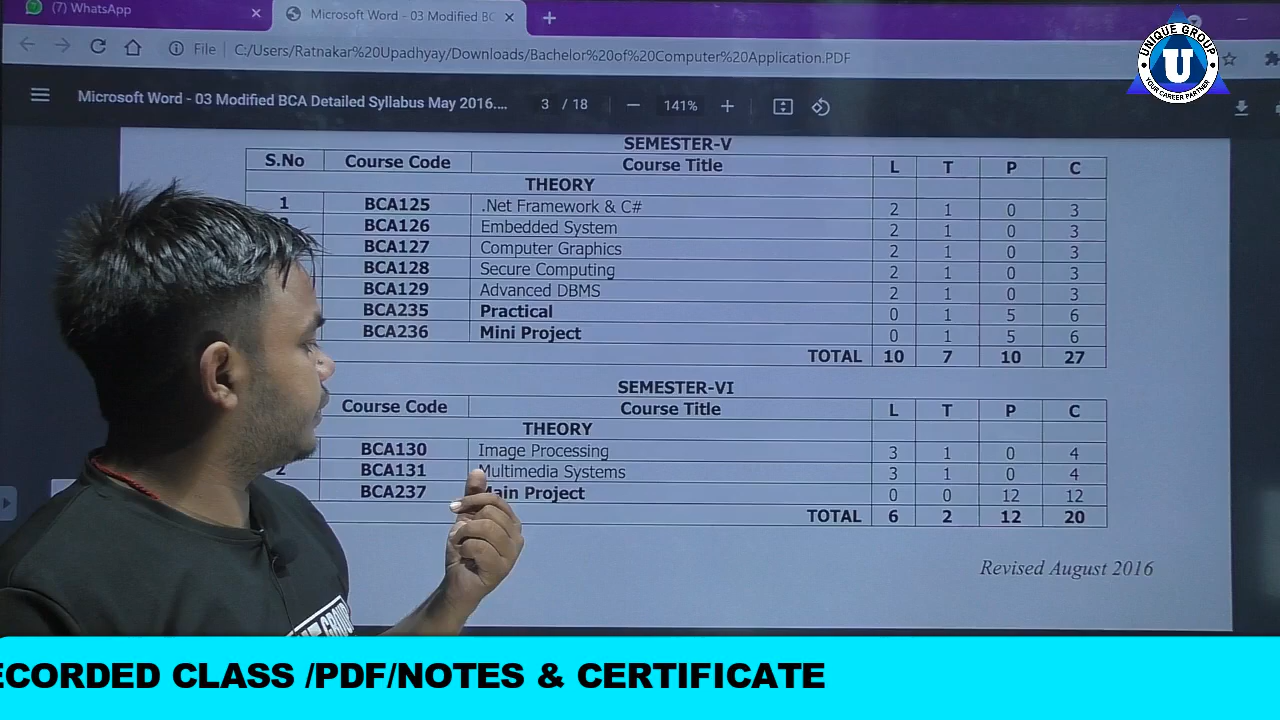 (7) WhatsApp
Microsoft Word - 03 Modified BC
File C:/Users/Ratnakar%20Upadhyay/Downloads/Bachelor%20of%20Computer%20Application.PDF
UNIQUE GROUP
U
YOUR CAREER PARTNER
Microsoft Word - 03 Modified BCA Detailed Syllabus May 2016.... 3 / 18 141%
SEMESTER-V
S.No Course Code Course Title L T P C
THEORY
1 BCA125 .Net Framework & C# 2 1 0 3
BCA126 Embedded System 2 1 0 3
BCA127 Computer Graphics 2 1 0 3
BCA128 Secure Computing 2 1 0 3
BCA129 Advanced DBMS 2 1 0 3
BCA235 Practical 0 1 5 6
BCA236 Mini Project 0 1 5 6
TOTAL 10 7 10 27
SEMESTER-VI
Course Code Course Title L T P C
THEORY
BCA130 Image Processing 3 1 0 4
2 BCA131 Multimedia Systems 3 1 0 4
BCA237 Main Project 0 0 12 12
TOTAL 6 2 12 20
Revised August 2016
ECORDED CLASS /PDF/NOTES & CERTIFICATE